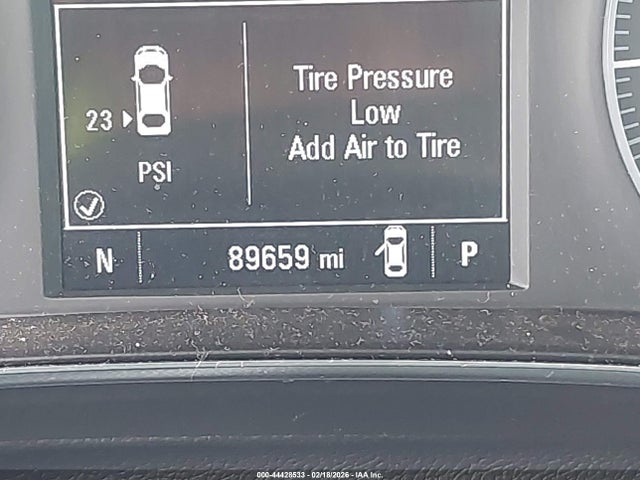 Tire Pressure
Low
Add Air to Tire
23
PSI
N
89659 mi
P
000-44428533 - 02/18/2026 - IAA Inc.